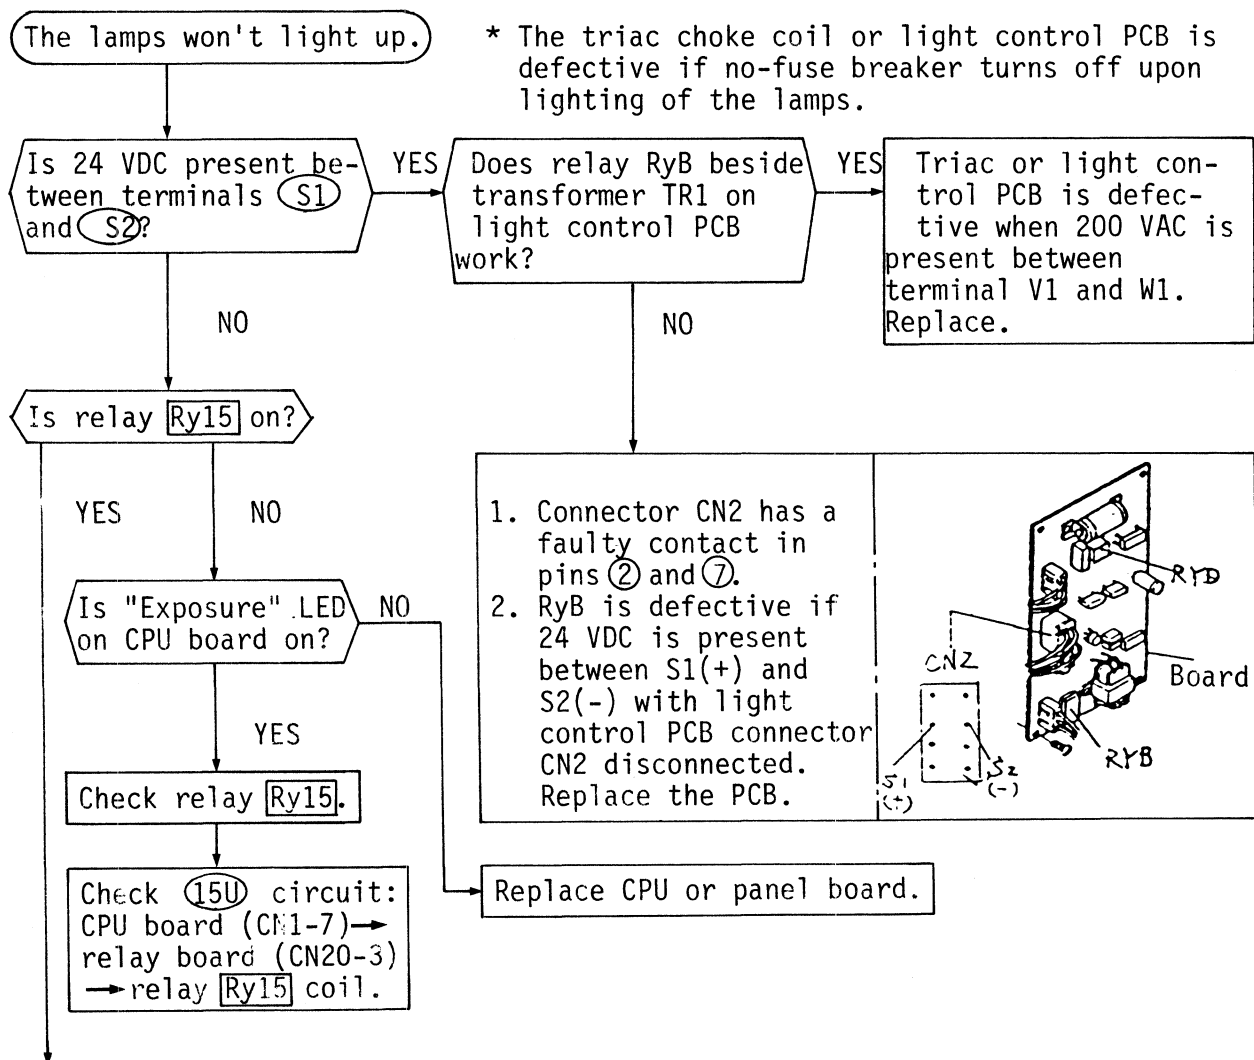 The lamps won't light up.
* The triac choke coil or light control PCB is
defective if no-fuse breaker turns off upon
lighting of the lamps.
Is 24 VDC present be-
tween terminals S1
and S2?
YES
Does relay RyB beside
transformer TR1 on
light control PCB
work?
YES
Triac or light con-
trol PCB is defec-
tive when 200 VAC is
present between
terminal V1 and W1.
Replace.
NO
NO
Is relay Ry15 on?
YES
NO
1. Connector CN2 has a
faulty contact in
pins ② and ⑦.
2. RyB is defective if
24 VDC is present
between S1(+) and
S2(-) with light
control PCB connector
CN2 disconnected.
Replace the PCB.
RYD
CN2
Board
RYB
S1
(+)
S2
(-)
Is "Exposure" .LED
on CPU board on?
NO
YES
Check relay Ry15.
Check 15U circuit:
CPU board (CN1-7)→
relay board (CN20-3)
→relay Ry15 coil.
Replace CPU or panel board.